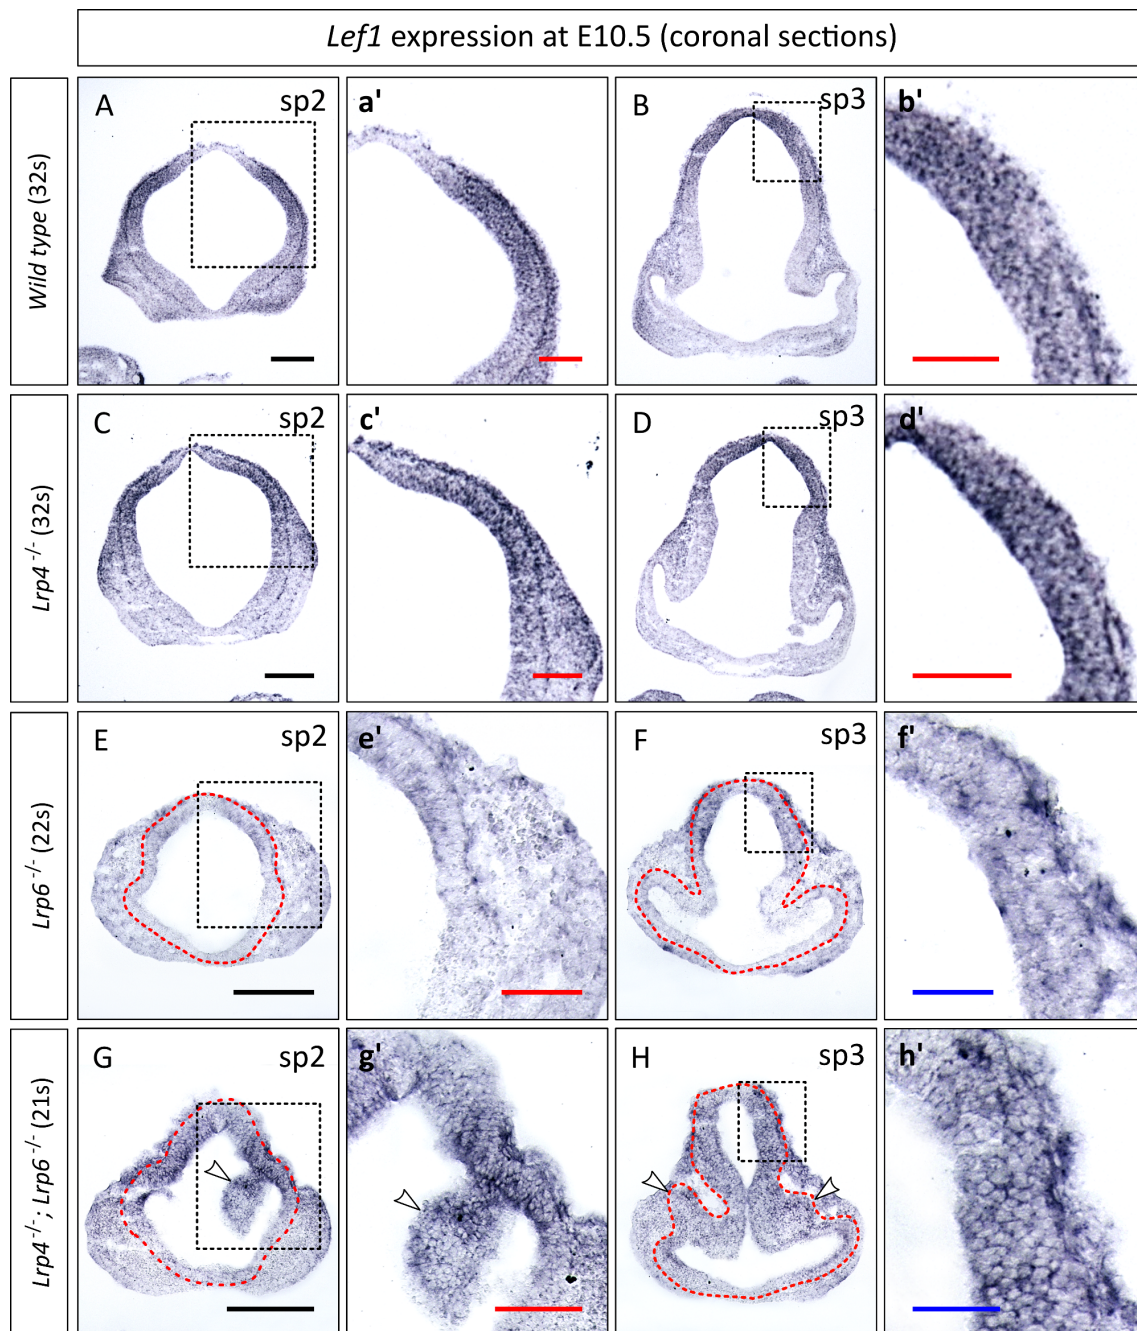 Lef1 expression at E10.5 (coronal sections)
Wild type (32s)
A sp2
a'
B sp3
b'
Lrp4 -/- (32s)
C sp2
c'
D sp3
d'
Lrp6 -/- (22s)
E sp2
e'
F sp3
f'
Lrp4 -/-; Lrp6 -/- (21s)
G sp2
g'
H sp3
h'